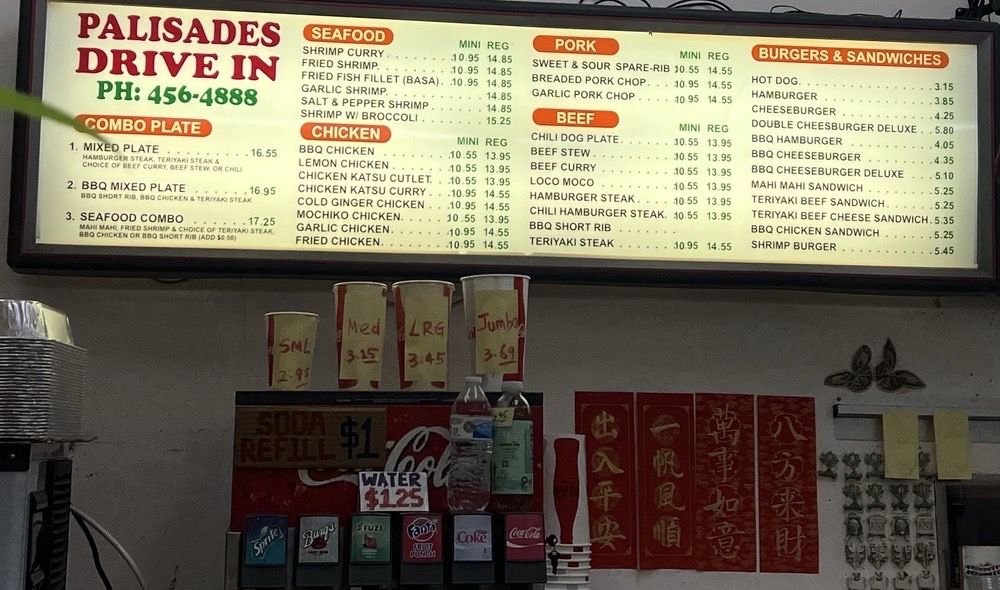 PALISADES
DRIVE IN
PH: 456-4888
COMBO PLATE
1. MIXED PLATE 16.55
HAMBURGER STEAK, TERIYAKI STEAK &
CHOICE OF BEEF CURRY, BEEF STEW, OR CHILI
2. BBQ MIXED PLATE 16.95
BBQ SHORT RIB, BBQ CHICKEN & TERIYAKI STEAK
3. SEAFOOD COMBO 17.25
MAHI MAHI, FRIED SHRIMP & CHOICE OF TERIYAKI STEAK,
BBQ CHICKEN OR BBQ SHORT RIB (ADD $0.50)
SEAFOOD
MINI REG
SHRIMP CURRY 10.95 14.85
FRIED SHRIMP 10.95 14.85
FRIED FISH FILLET (BASA) 10.95 14.85
GARLIC SHRIMP 14.85
SALT & PEPPER SHRIMP 14.85
SHRIMP W/ BROCCOLI 15.25
CHICKEN
MINI REG
BBQ CHICKEN 10.55 13.95
LEMON CHICKEN 10.55 13.95
CHICKEN KATSU CUTLET 10.55 13.95
CHICKEN KATSU CURRY 10.95 14.55
COLD GINGER CHICKEN 10.95 14.55
MOCHIKO CHICKEN 10.55 13.95
GARLIC CHICKEN 10.95 14.55
FRIED CHICKEN 10.95 14.55
PORK
MINI REG
SWEET & SOUR SPARE-RIB 10.55 14.55
BREADED PORK CHOP 10.95 14.55
GARLIC PORK CHOP 10.95 14.55
BEEF
MINI REG
CHILI DOG PLATE 10.55 13.95
BEEF STEW 10.55 13.95
BEEF CURRY 10.55 13.95
LOCO MOCO 10.55 13.95
HAMBURGER STEAK 10.55 13.95
CHILI HAMBURGER STEAK 10.55 13.95
BBQ SHORT RIB
TERIYAKI STEAK 10.95 14.55
BURGERS & SANDWICHES
HOT DOG 3.15
HAMBURGER 3.85
CHEESEBURGER 4.25
DOUBLE CHEESBURGER DELUXE 5.80
BBQ HAMBURGER 4.05
BBQ CHEESEBURGER 4.35
BBQ CHEESEBURGER DELUXE 5.10
MAHI MAHI SANDWICH 5.25
TERIYAKI BEEF SANDWICH 5.25
TERIYAKI BEEF CHEESE SANDWICH 5.35
BBQ CHICKEN SANDWICH 5.25
SHRIMP BURGER 5.45
SML
2.95
Med
3.25
LRG
3.45
Jumbo
3.69
SODA
REFILL $1
Coca-Cola
WATER
$1.25
Sprite
Barq's
FUZE
FRUIT
PUNCH
Diet
Coke
Coca-Cola
出入平安
一帆風順
萬事如意
八方来財